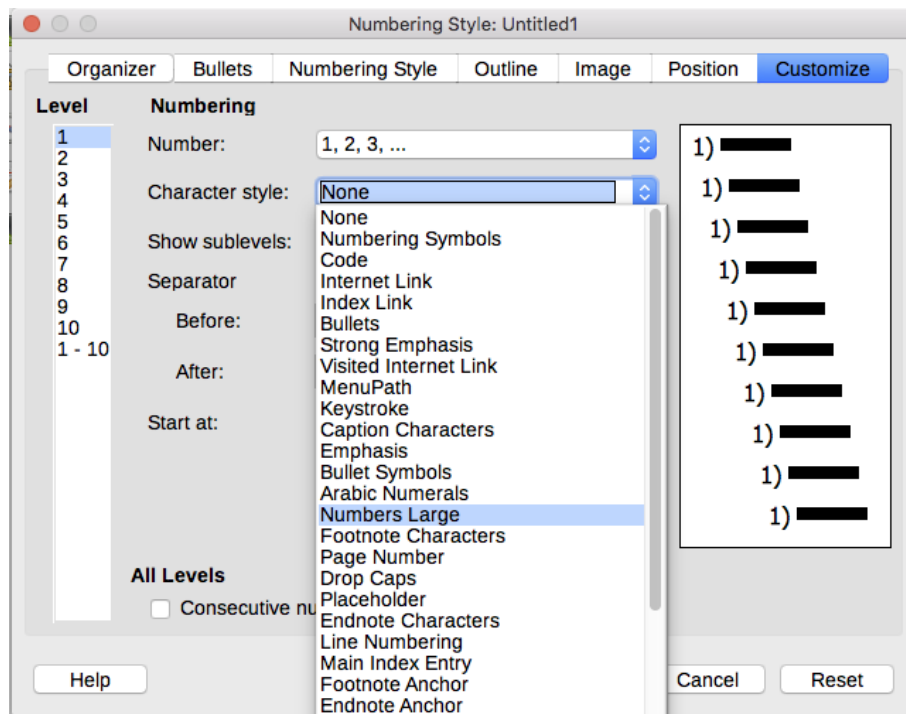 Numbering Style: Untitled1
Organizer Bullets Numbering Style Outline Image Position Customize
Level
1
2
3
4
5
6
7
8
9
10
1 - 10
Numbering
Number: 1, 2, 3, ...
Character style: None
Show sublevels:
Separator
Before:
After:
Start at:
None
Numbering Symbols
Code
Internet Link
Index Link
Bullets
Strong Emphasis
Visited Internet Link
MenuPath
Keystroke
Caption Characters
Emphasis
Bullet Symbols
Arabic Numerals
Numbers Large
Footnote Characters
Page Number
Drop Caps
Placeholder
Endnote Characters
Line Numbering
Main Index Entry
Footnote Anchor
Endnote Anchor
1)
1)
1)
1)
1)
1)
1)
1)
1)
1)
All Levels
Consecutive nu
Help Cancel Reset